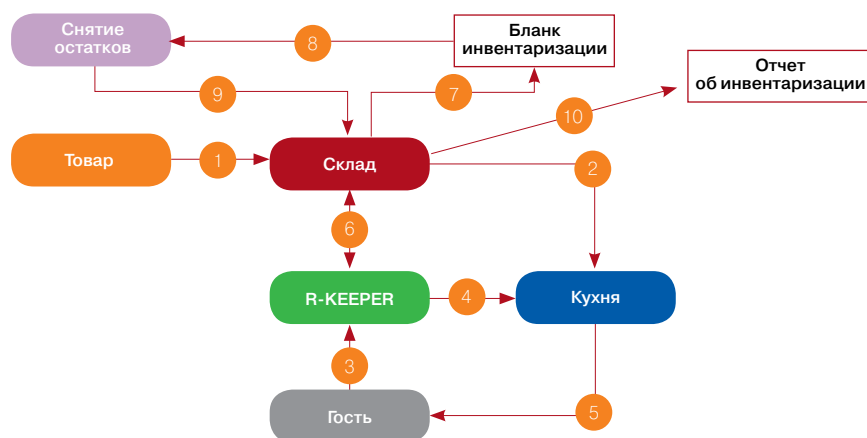 Снятие
остатков
8
Бланк
инвентаризации
Отчет
об инвентаризации
9
7
10
Товар
1
Склад
2
6
R-KEEPER
4
Кухня
3
Гость
5